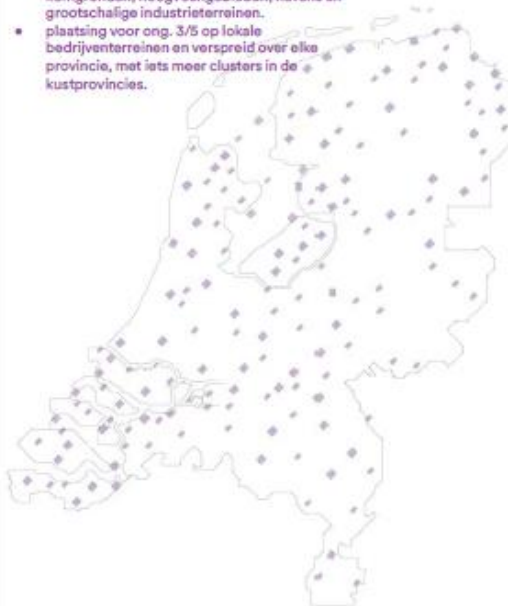 grootschalige industrieterreinen.
• plaatsing voor ong. 3/5 op lokale
bedrijventerreinen en verspreid over elke
provincie, met iets meer clusters in de
kustprovincies.